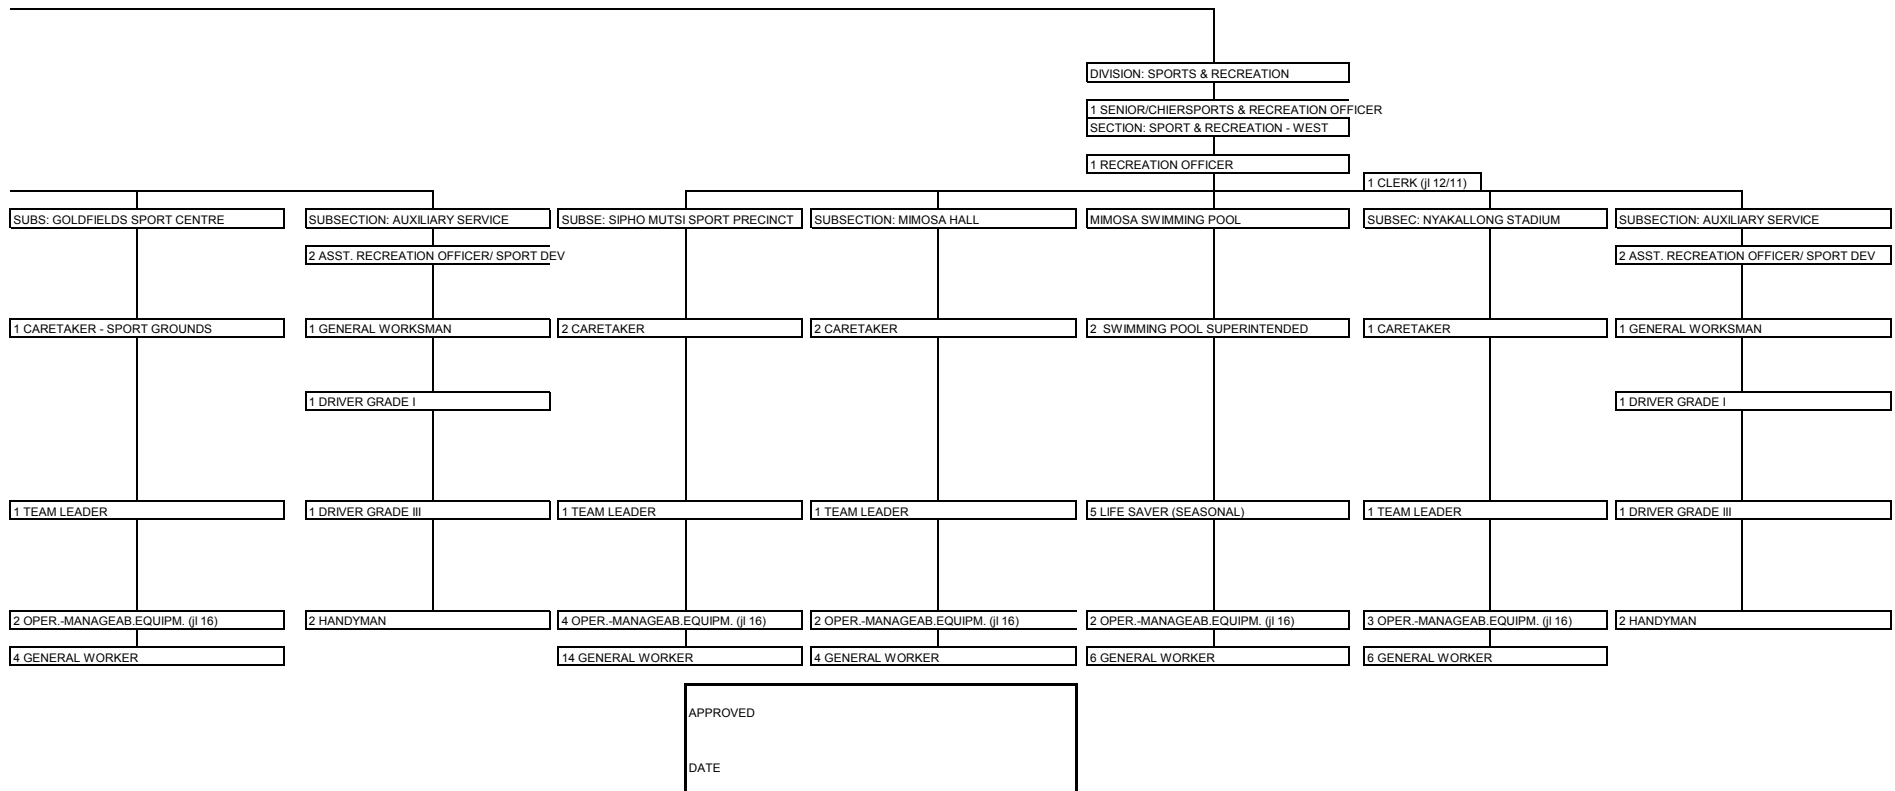 DIVISION: SPORTS & RECREATION
1 SENIOR/CHIERSPORTS & RECREATION OFFICER
SECTION: SPORT & RECREATION - WEST
1 RECREATION OFFICER
1 CLERK (jl 12/11)
SUBS: GOLDFIELDS SPORT CENTRE
SUBSECTION: AUXILIARY SERVICE
SUBSE: SIPHO MUTSI SPORT PRECINCT
SUBSECTION: MIMOSA HALL
MIMOSA SWIMMING POOL
SUBSEC: NYAKALLONG STADIUM
SUBSECTION: AUXILIARY SERVICE
2 ASST. RECREATION OFFICER/ SPORT DEV
2 ASST. RECREATION OFFICER/ SPORT DEV
1 CARETAKER - SPORT GROUNDS
1 GENERAL WORKSMAN
2 CARETAKER
2 CARETAKER
2 SWIMMING POOL SUPERINTENDED
1 CARETAKER
1 GENERAL WORKSMAN
1 DRIVER GRADE I
1 DRIVER GRADE I
1 TEAM LEADER
1 DRIVER GRADE III
1 TEAM LEADER
1 TEAM LEADER
5 LIFE SAVER (SEASONAL)
1 TEAM LEADER
1 DRIVER GRADE III
2 OPER.-MANAGEAB.EQUIPM. (jl 16)
2 HANDYMAN
4 OPER.-MANAGEAB.EQUIPM. (jl 16)
2 OPER.-MANAGEAB.EQUIPM. (jl 16)
2 OPER.-MANAGEAB.EQUIPM. (jl 16)
3 OPER.-MANAGEAB.EQUIPM. (jl 16)
2 HANDYMAN
4 GENERAL WORKER
14 GENERAL WORKER
4 GENERAL WORKER
6 GENERAL WORKER
6 GENERAL WORKER
APPROVED
DATE